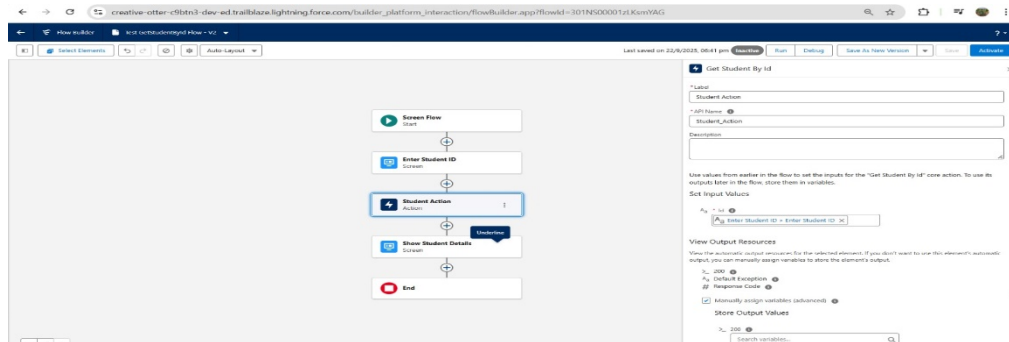 creative-otter-c9btn3-dev-ed.trailblaze.lightning.force.com/builder_platform_interaction/flowBuilder.app?flowId=301NS00001zLKsmYAG
Flow Builder Test GetStudentById Flow - V2 ?
Select Elements Auto-Layout Last saved on 22/8/2025, 06:41 pm Inactive Run Debug Save As New Version Save Activate
Get Student By Id
* Label
Student Action
* API Name
Student_Action
Description
Screen Flow
Start
Enter Student ID
Screen
Student Action
Action
Underline
Show Student Details
Screen
End
Use values from earlier in the flow to set the inputs for the "Get Student By Id" core action. To use its
outputs later in the flow, store them in variables.
Set Input Values
Aa * id
Aa Enter Student ID > Enter Student ID ×
View Output Resources
View the automatic output resources for the selected element. If you don't want to use this element's automatic
output, you can manually assign variables to store the element's output.
>_ 200
Aa Default Exception
# Response Code
Manually assign variables (advanced)
Store Output Values
>_ 200
Search variables...